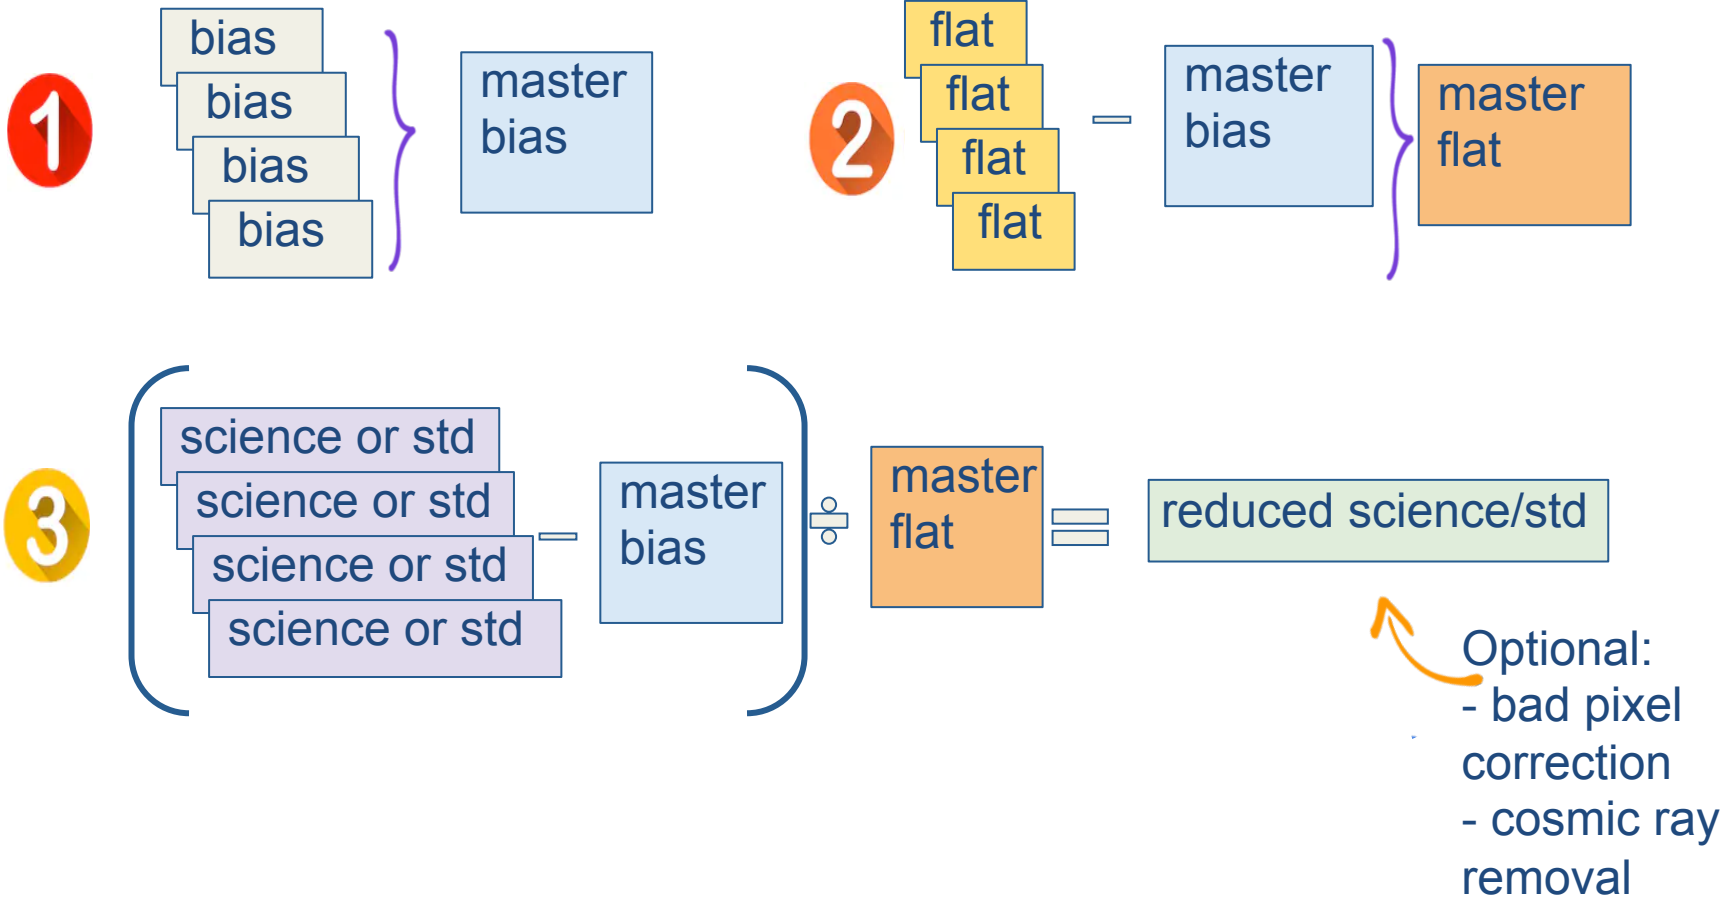 1
bias
bias
bias
bias
master
bias
2
flat
flat
flat
flat
master
bias
master
flat
3
science or std
science or std
science or std
science or std
master
bias
÷
master
flat
=
reduced science/std
Optional:
- bad pixel
correction
- cosmic ray
removal